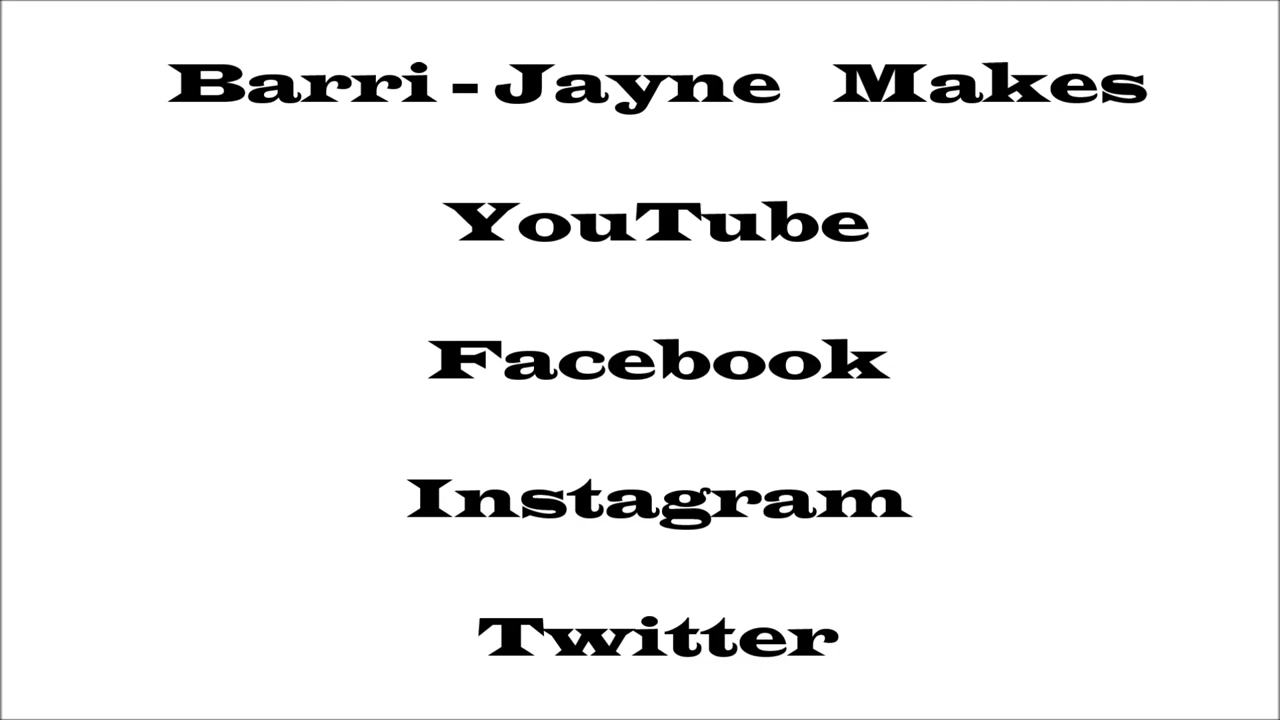 Barri-Jayne Makes
YouTube
Facebook
Instagram
Twitter